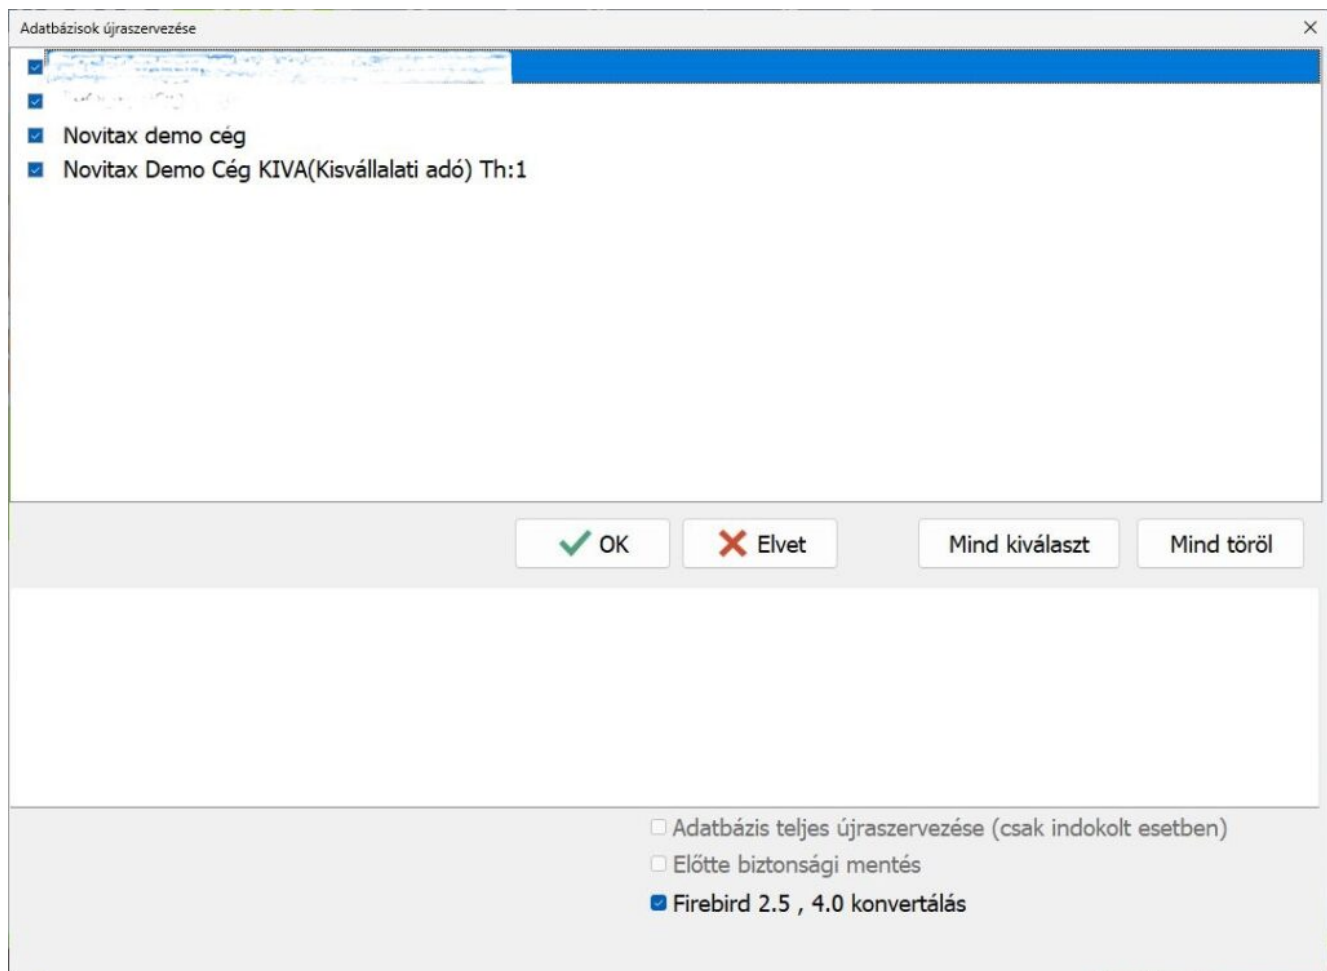 Adatbázisok újraszervezése
Novitax demo cég
Novitax Demo Cég KIVA(Kisvállalati adó) Th:1
OK Elvet Mind kiválaszt Mind töröl
Adatbázis teljes újraszervezése (csak indokolt esetben)
Előtte biztonsági mentés
Firebird 2.5 , 4.0 konvertálás